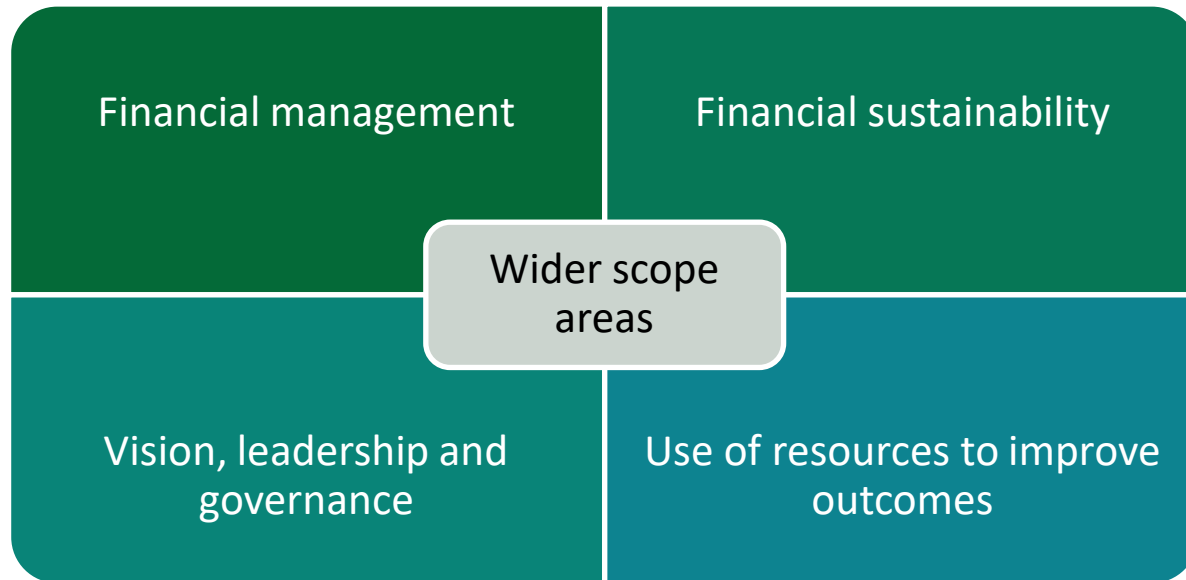 Financial management
Financial sustainability
Wider scope
areas
Vision, leadership and
governance
Use of resources to improve
outcomes